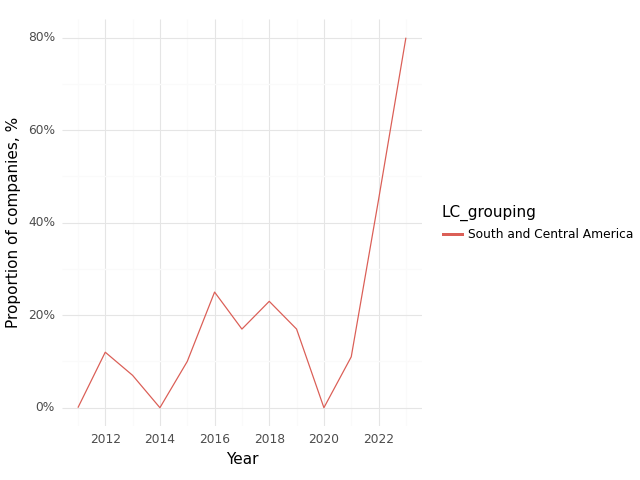 80%
60%
40%
20%
0%
Proportion of companies, %
2012 2014 2016 2018 2020 2022
Year
LC_grouping
South and Central America